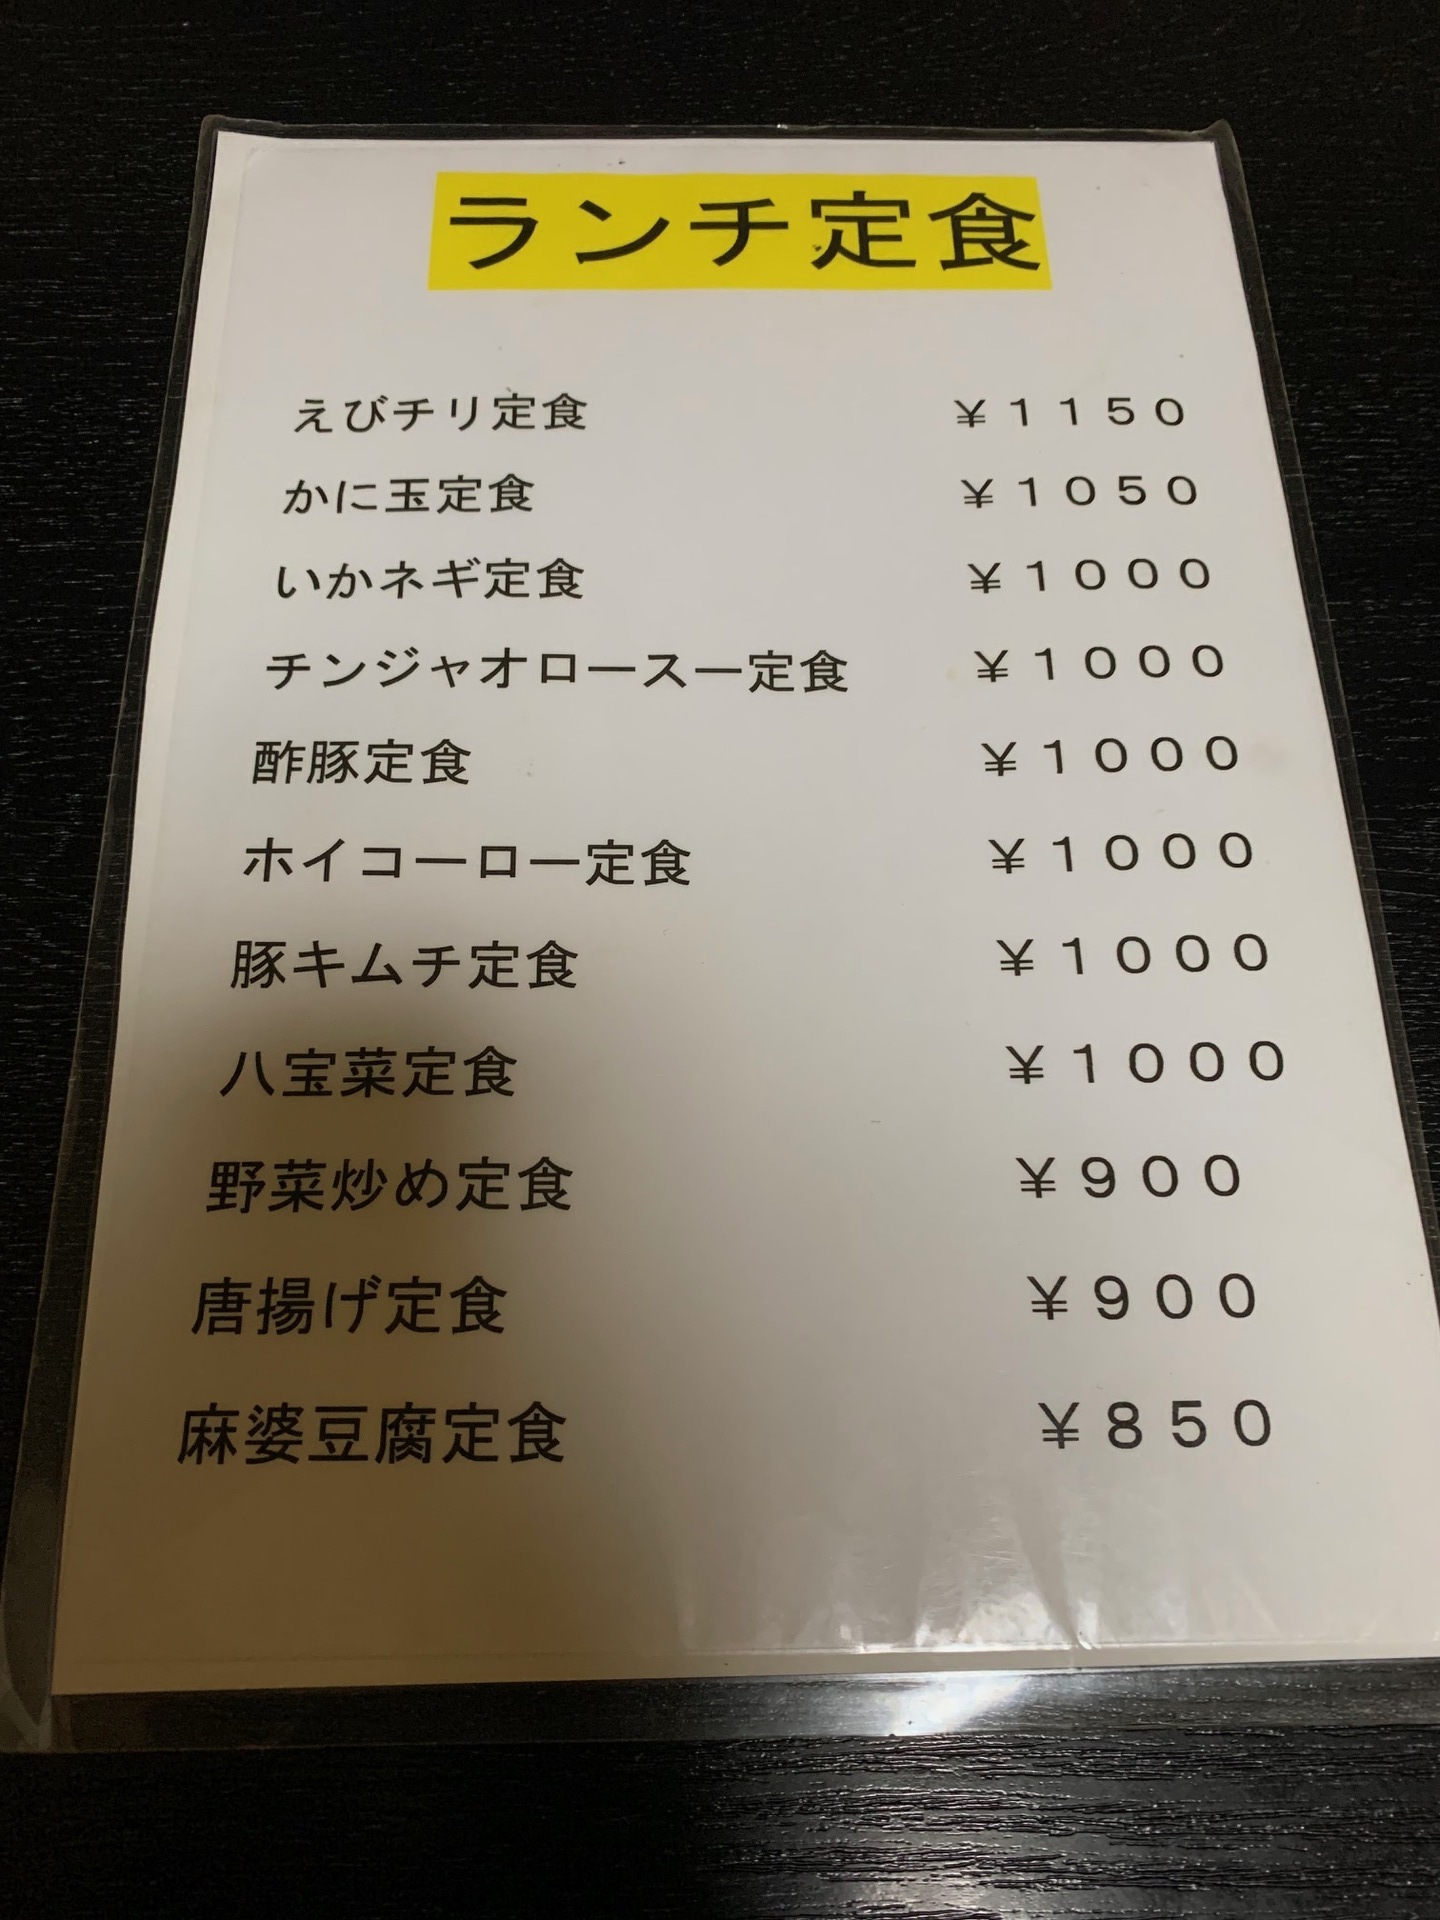 ランチ定食
えびチリ定食 ￥１１５０
かに玉定食 ￥１０５０
いかネギ定食 ￥１０００
チンジャオロースー定食 ￥１０００
酢豚定食 ￥１０００
ホイコーロー定食 ￥１０００
豚キムチ定食 ￥１０００
八宝菜定食 ￥１０００
野菜炒め定食 ￥９００
唐揚げ定食 ￥９００
麻婆豆腐定食 ￥８５０